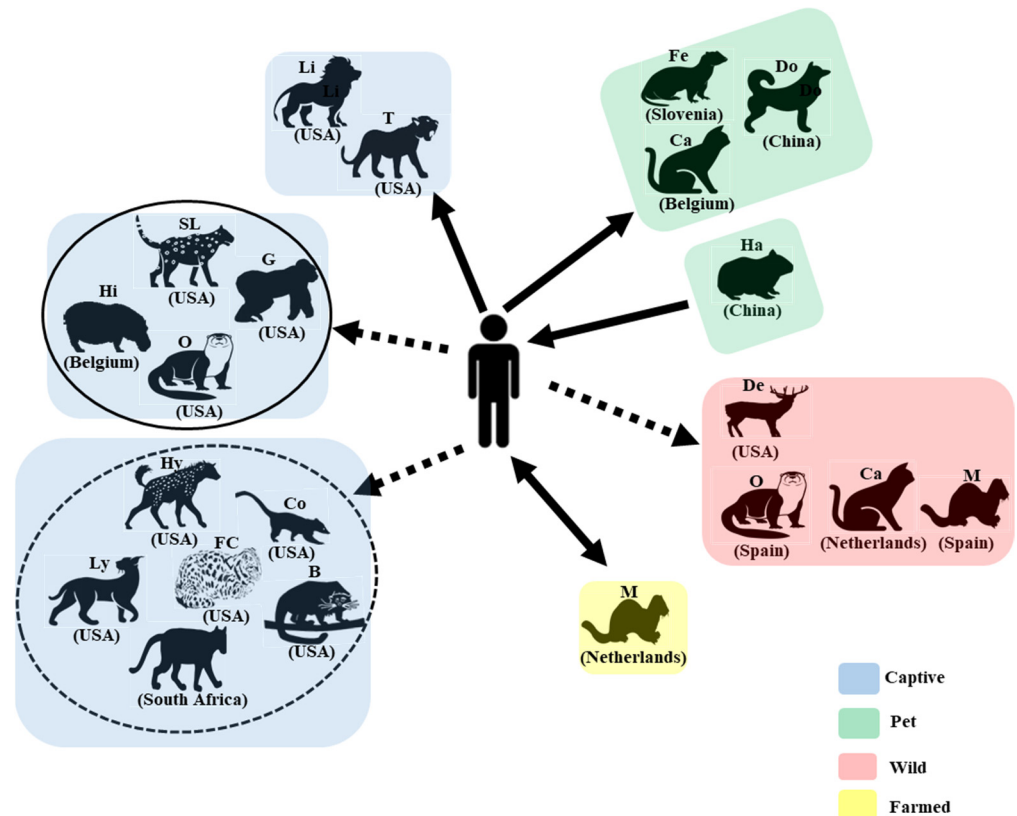 Li
Li
(USA)
T
(USA)
Fe
(Slovenia)
Do
Do
(China)
Ca
(Belgium)
Ha
(China)
SL
(USA)
G
(USA)
Hi
(Belgium)
O
(USA)
De
(USA)
O
(Spain)
Ca
(Netherlands)
M
(Spain)
Hy
(USA)
Co
(USA)
FC
(USA)
Ly
(USA)
B
(USA)
(South Africa)
M
(Netherlands)
Captive
Pet
Wild
Farmed